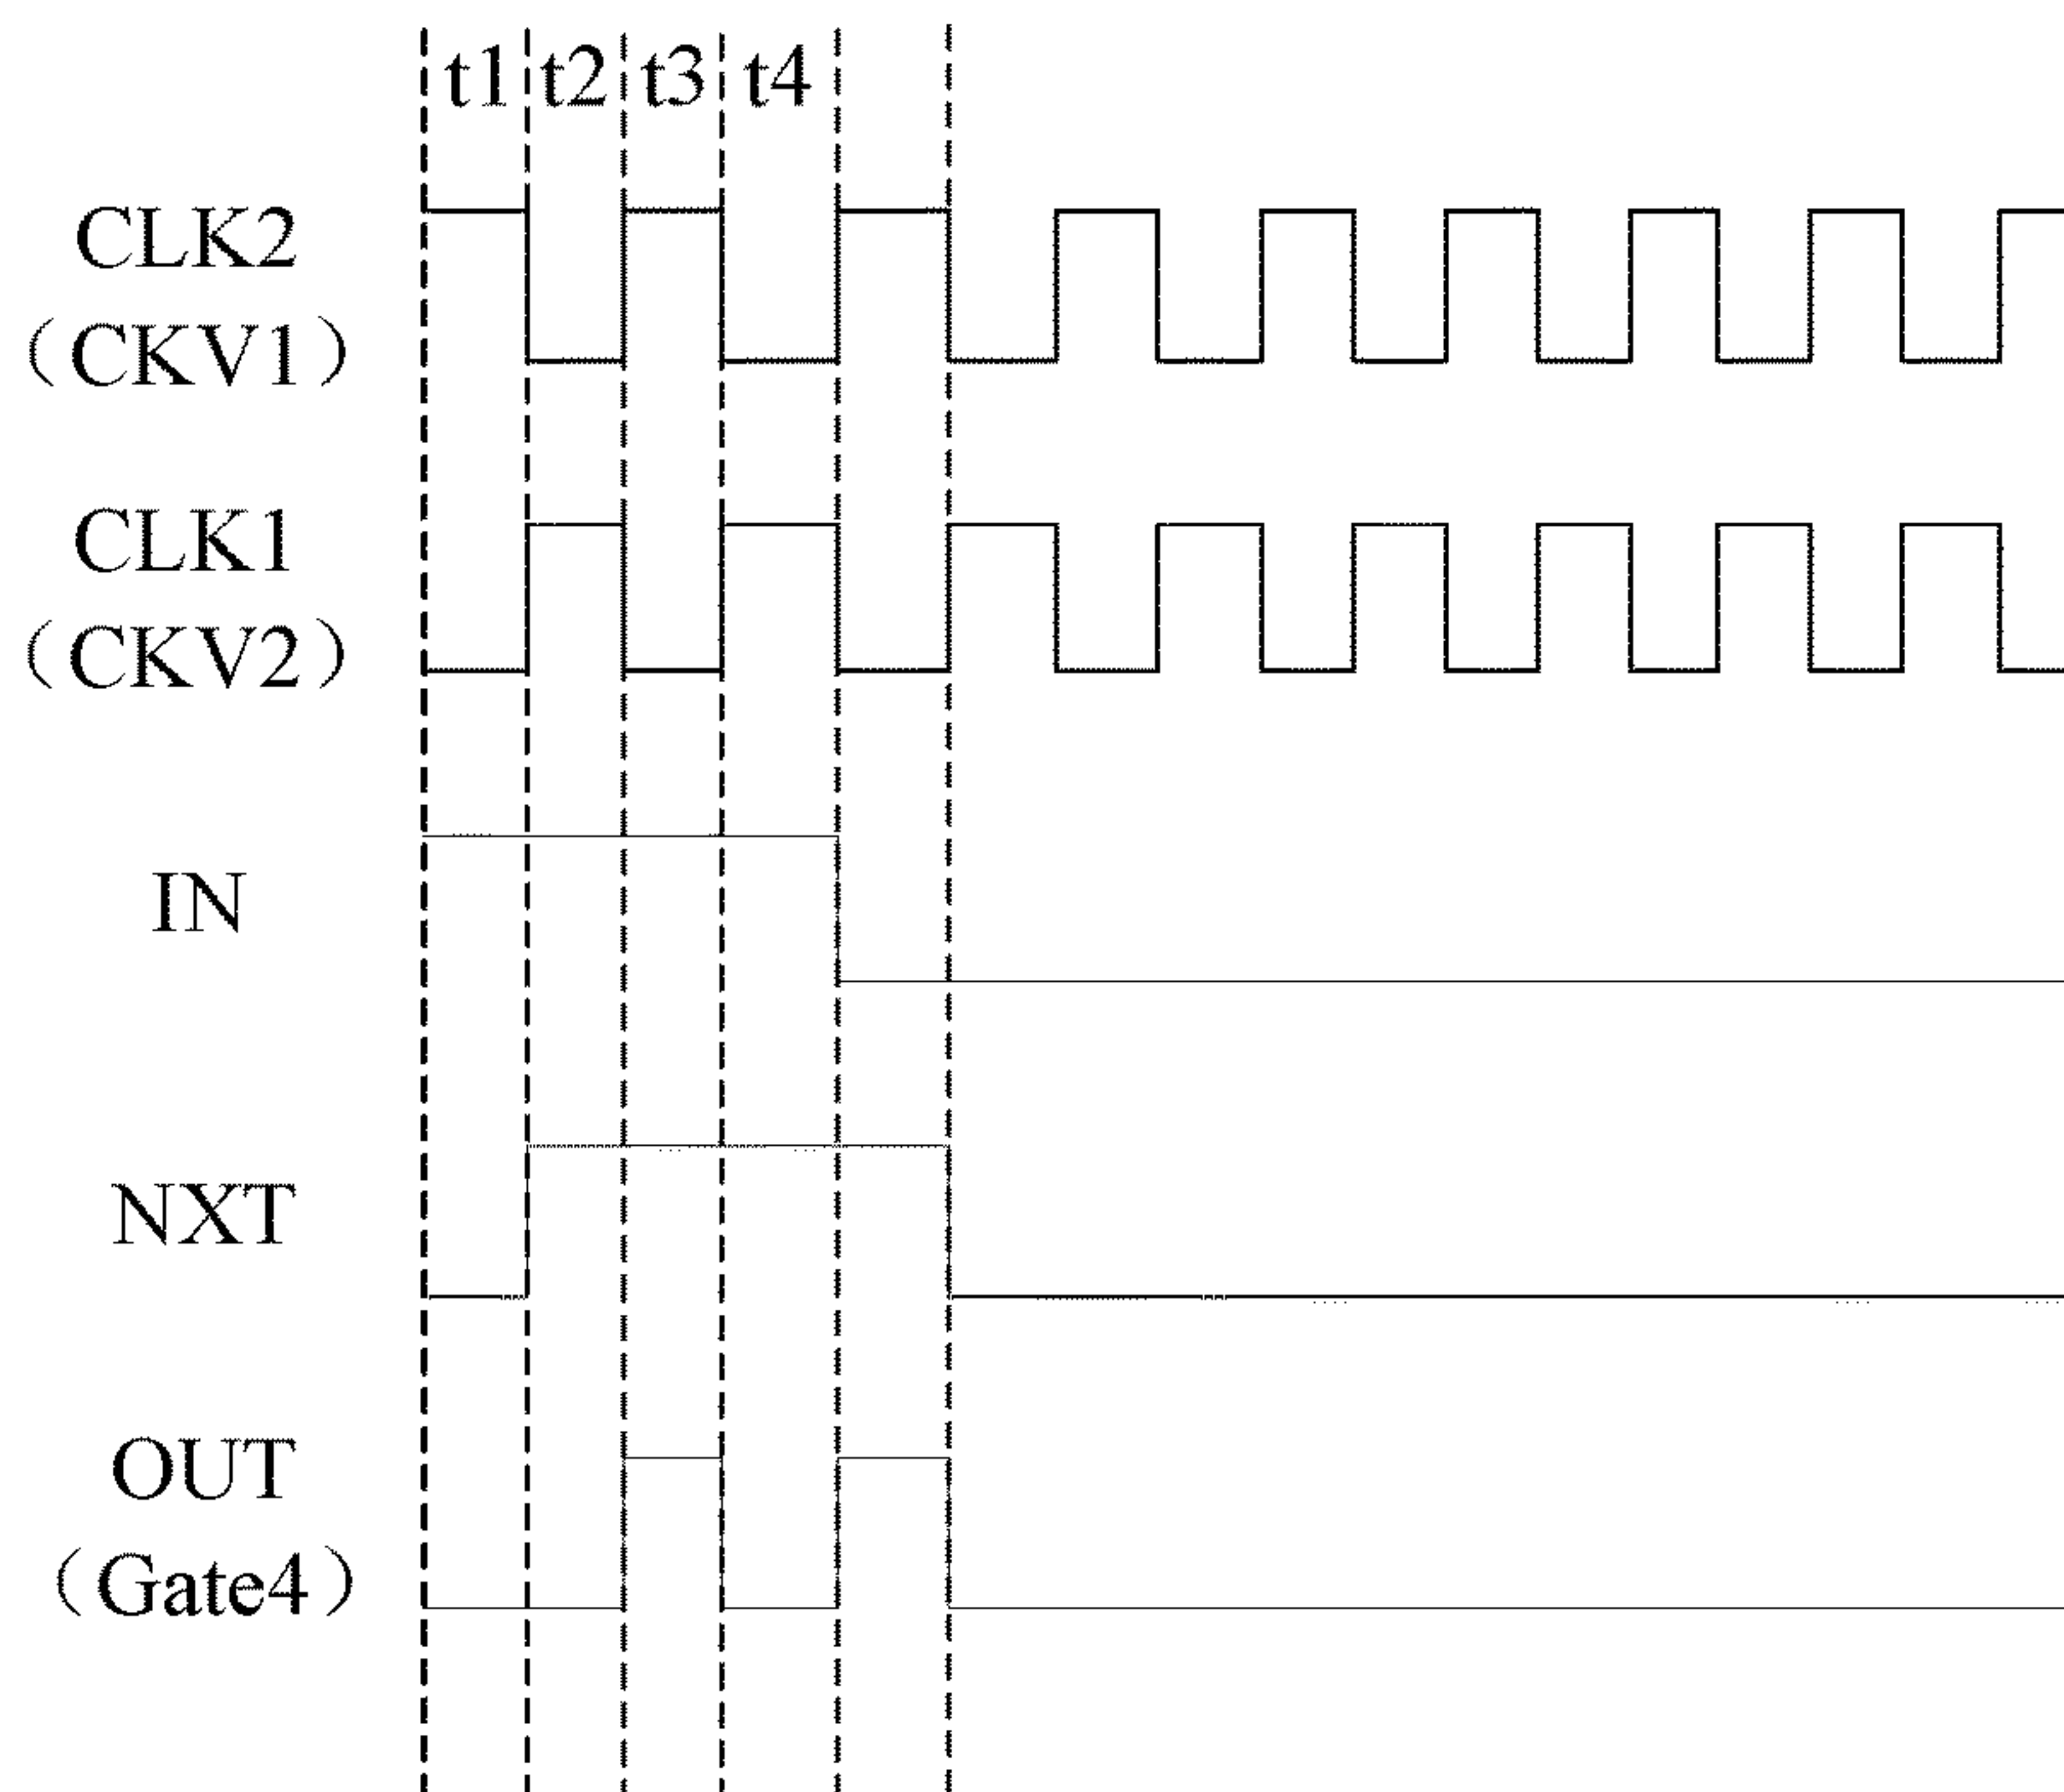 t1 t2 t3 t4
CLK2
（CKV1）
CLK1
（CKV2）
IN
NXT
OUT
（Gate4）